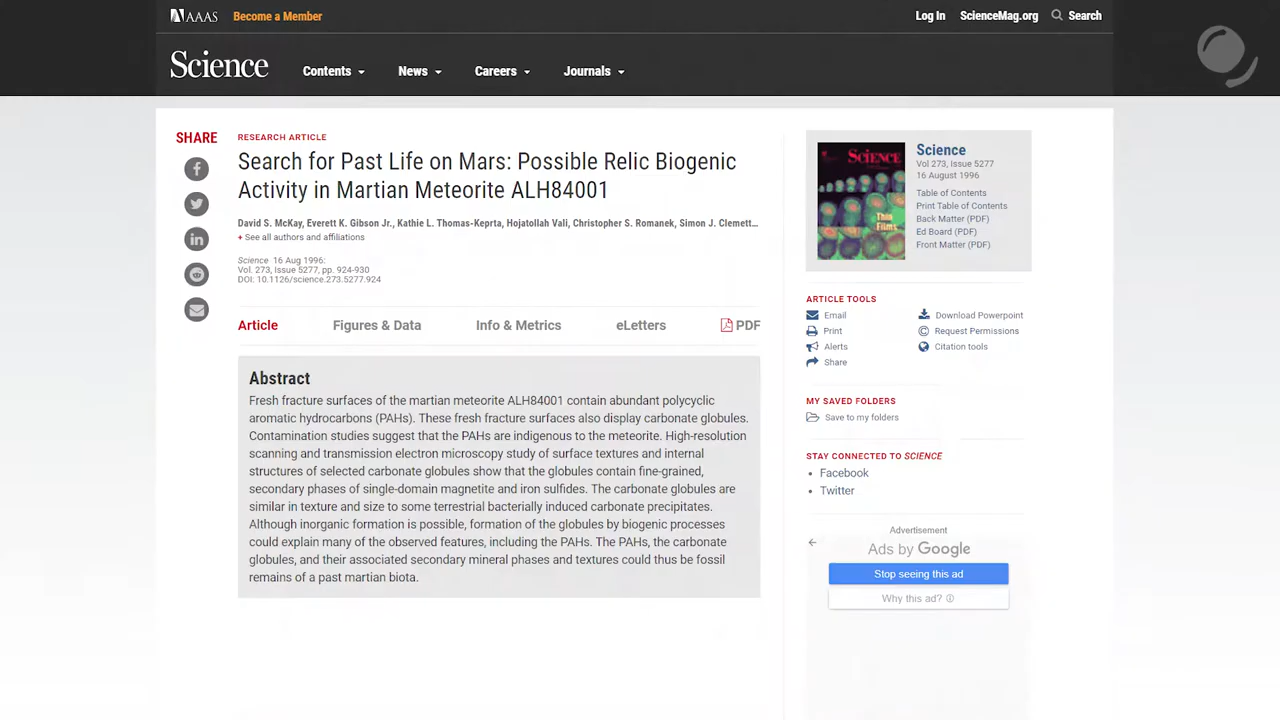 AAAS
Become a Member
Log In
ScienceMag.org
Search
Science
Contents
News
Careers
Journals
SHARE
RESEARCH ARTICLE
Search for Past Life on Mars: Possible Relic Biogenic
Activity in Martian Meteorite ALH84001
David S. McKay, Everett K. Gibson Jr., Kathie L. Thomas-Keprta, Hojatollah Vali, Christopher S. Romanek, Simon J. Clemett…
+ See all authors and affiliations
Science 16 Aug 1996:
Vol. 273, Issue 5277, pp. 924-930
DOI: 10.1126/science.273.5277.924
Article
Figures & Data
Info & Metrics
eLetters
PDF
Abstract
Fresh fracture surfaces of the martian meteorite ALH84001 contain abundant polycyclic
aromatic hydrocarbons (PAHs). These fresh fracture surfaces also display carbonate globules.
Contamination studies suggest that the PAHs are indigenous to the meteorite. High-resolution
scanning and transmission electron microscopy study of surface textures and internal
structures of selected carbonate globules show that the globules contain fine-grained,
secondary phases of single-domain magnetite and iron sulfides. The carbonate globules are
similar in texture and size to some terrestrial bacterially induced carbonate precipitates.
Although inorganic formation is possible, formation of the globules by biogenic processes
could explain many of the observed features, including the PAHs. The PAHs, the carbonate
globules, and their associated secondary mineral phases and textures could thus be fossil
remains of a past martian biota.
SCIENCE
Thin
Films
Science
Vol 273, Issue 5277
16 August 1996
Table of Contents
Print Table of Contents
Back Matter (PDF)
Ed Board (PDF)
Front Matter (PDF)
ARTICLE TOOLS
Email
Download Powerpoint
Print
Request Permissions
Alerts
Citation tools
Share
MY SAVED FOLDERS
Save to my folders
STAY CONNECTED TO SCIENCE
Facebook
Twitter
Advertisement
Ads by Google
Stop seeing this ad
Why this ad?